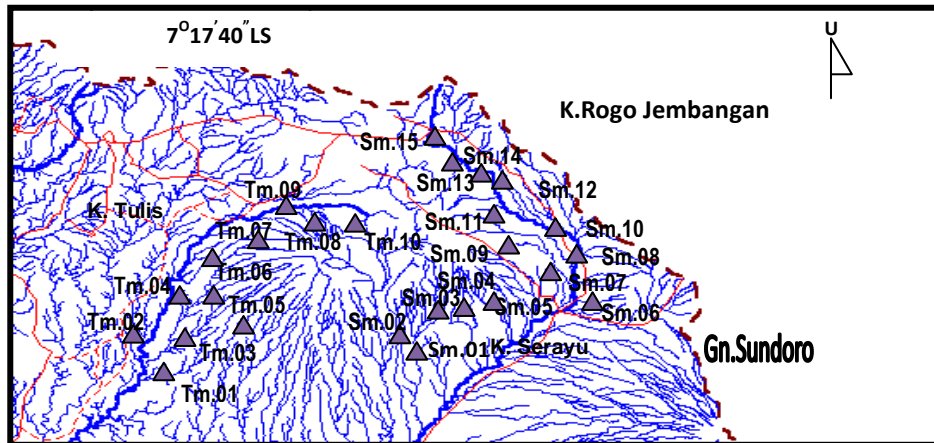 7°17'40" LS
U
K.Rogo Jembangan
Sm.15
Sm.14
Sm.13
Sm.12
Tm.09
K. Tulis
Sm.11
Tm.07
Tm.08
Tm.10
Sm.10
Sm.09
Sm.08
Tm.06
Sm.04
Sm.07
Tm.04
Sm.03
Sm.05
Sm.06
Tm.05
Tm.02
Sm.02
Tm.03
Sm.01
K. Serayu
Gn.Sundoro
Tm.01